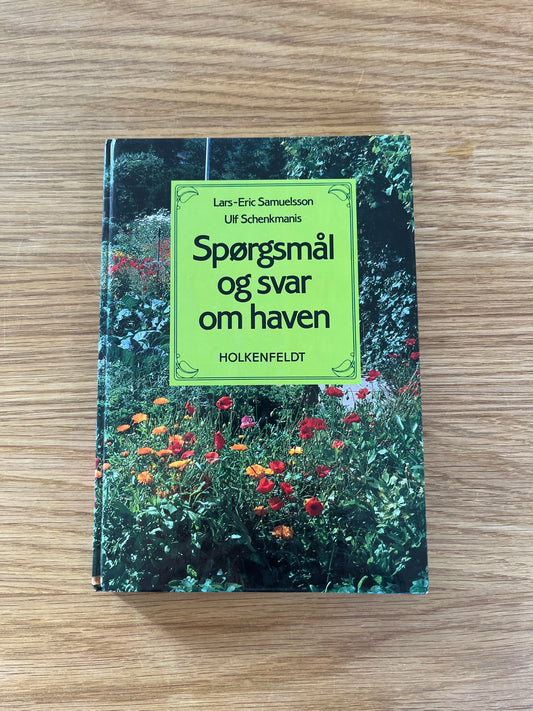 Lars-Eric Samuelsson
Ulf Schenkmanis
Spørgsmål
og svar
om haven
HOLKENFELDT